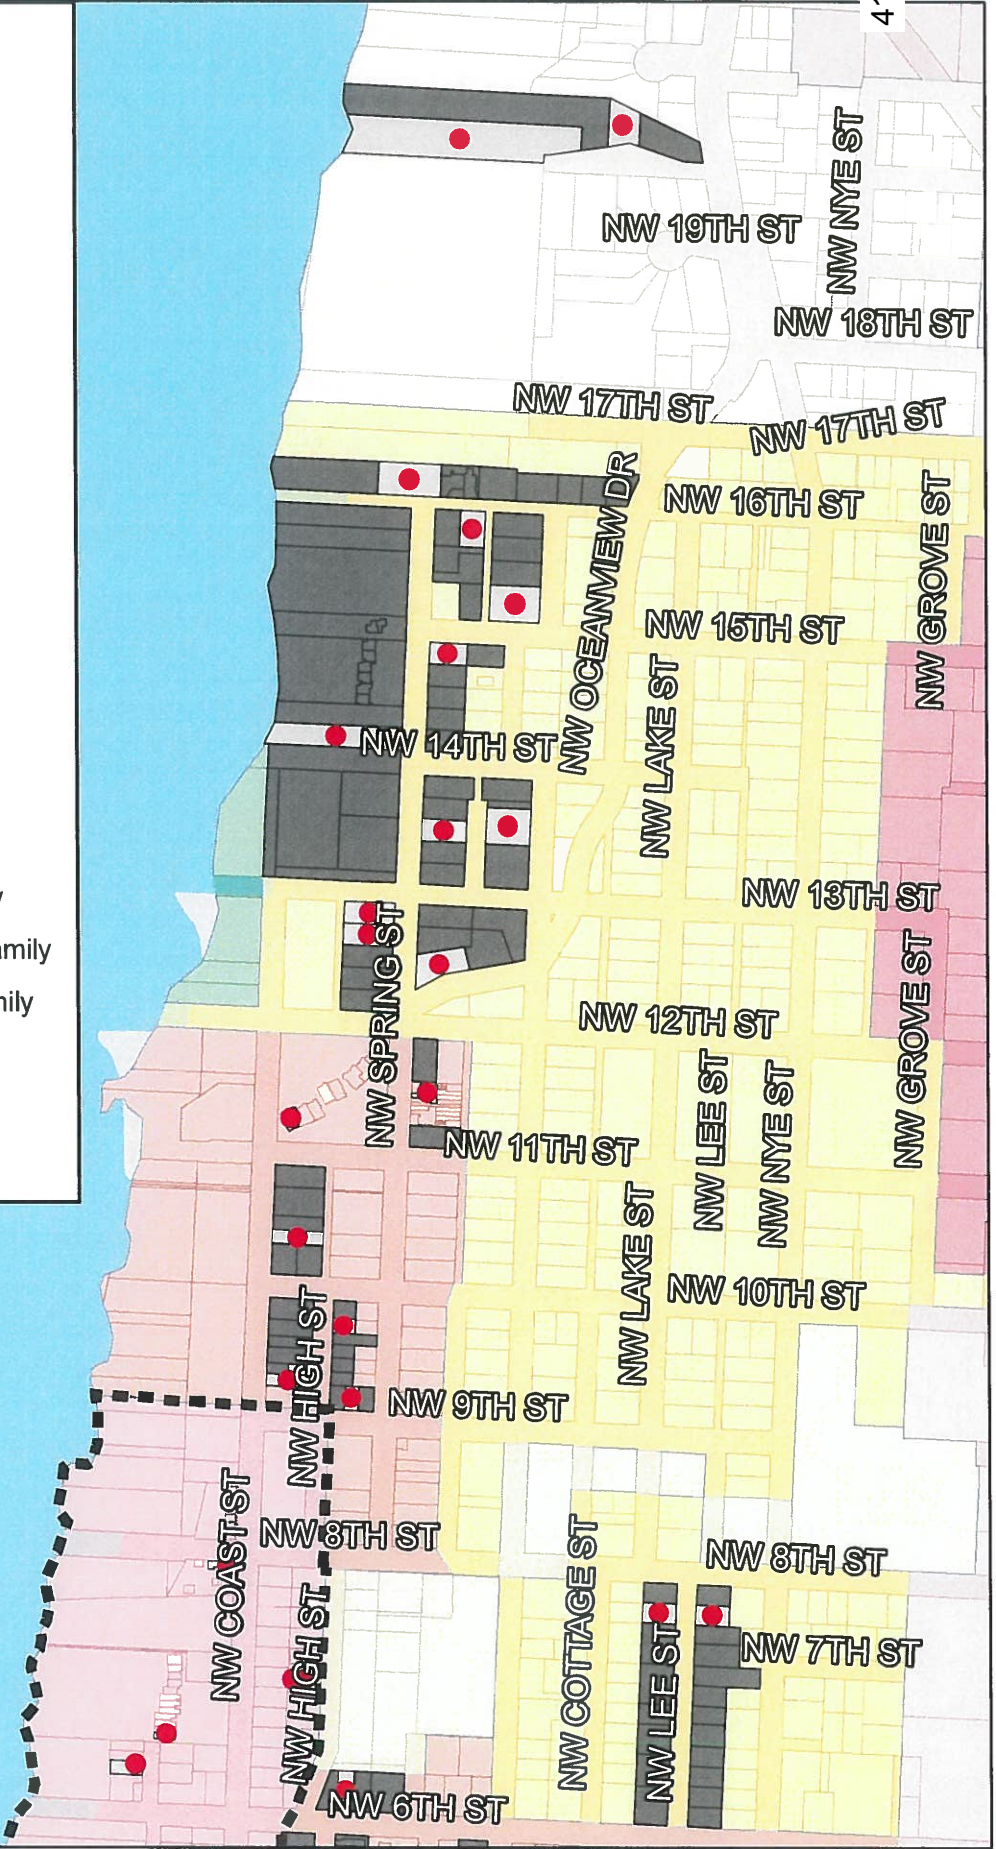 41
NW NYE ST
NW 19TH ST
NW 18TH ST
NW 17TH ST
NW 17TH ST
NW OCEANVIEW DR
NW 16TH ST
NW GROVE ST
NW 15TH ST
NW LAKE ST
NW 14TH ST
NW 13TH ST
y
amily
nily
NW SPRING ST
NW GROVE ST
NW 12TH ST
NW LEE ST
NW NYE ST
NW 11TH ST
NW LAKE ST
NW 10TH ST
NW HIGH ST
NW 9TH ST
NW COAST ST
NW 8TH ST
NW COTTAGE ST
NW 8TH ST
NW HIGH ST
NW LEE ST
NW 7TH ST
NW 6TH ST